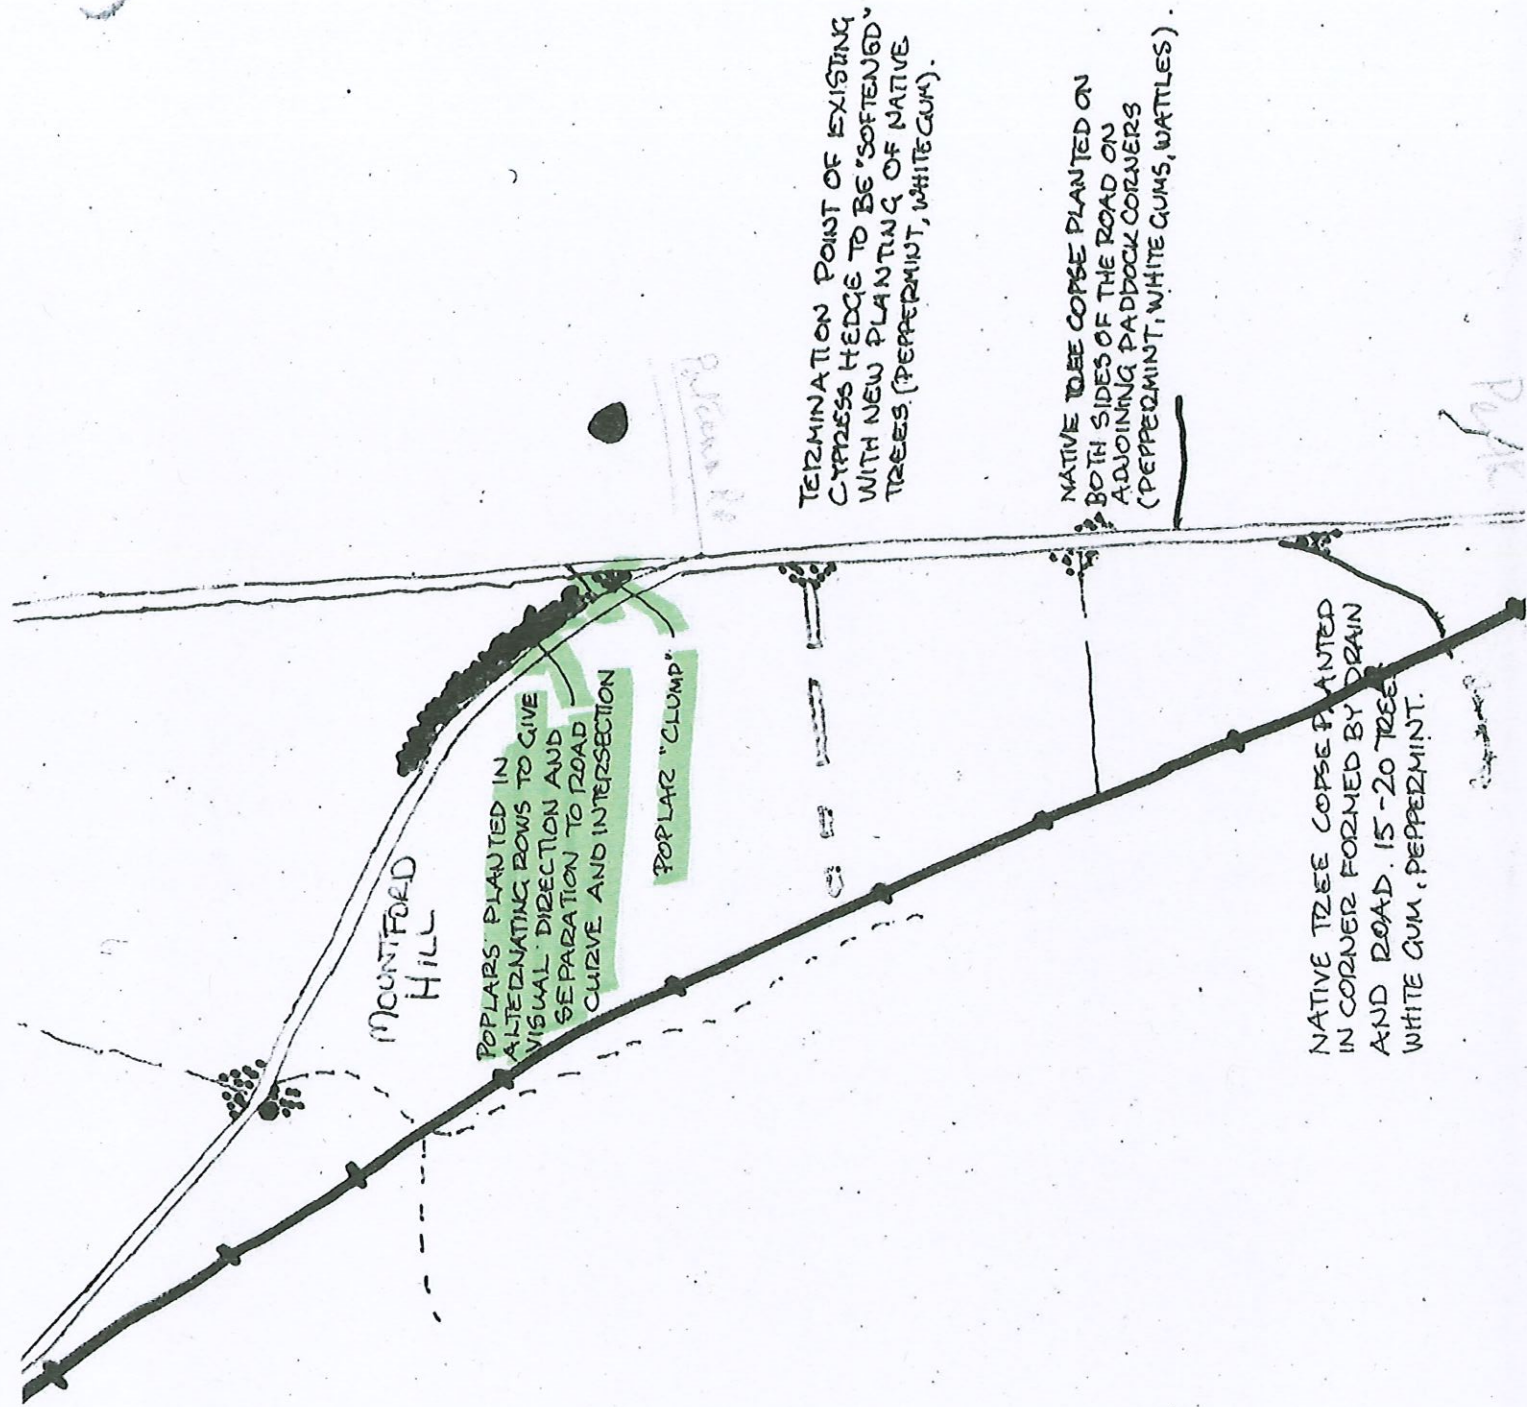 TERMINATION POINT OF EXISTING
CYPRESS HEDGE TO BE "SOFTENED"
WITH NEW PLANTING OF NATIVE
TREES. (PEPPERMINT, WHITE GUM).
NATIVE TREE COPSE PLANTED ON
BOTH SIDES OF THE ROAD ON
ADJOINING PADDOCK CORNERS
(PEPPERMINT, WHITE GUMS, WATTLES).
MOUNTFORD
HILL
POPLARS PLANTED IN
ALTERNATING ROWS TO GIVE
VISUAL DIRECTION AND
SEPARATION TO ROAD
CURVE AND INTERSECTION
POPLAR "CLUMP"
NATIVE TREE COPSE PLANTED
IN CORNER FORMED BY DRAIN
AND ROAD. 15-20 TREES
WHITE GUM. PEPPERMINT.